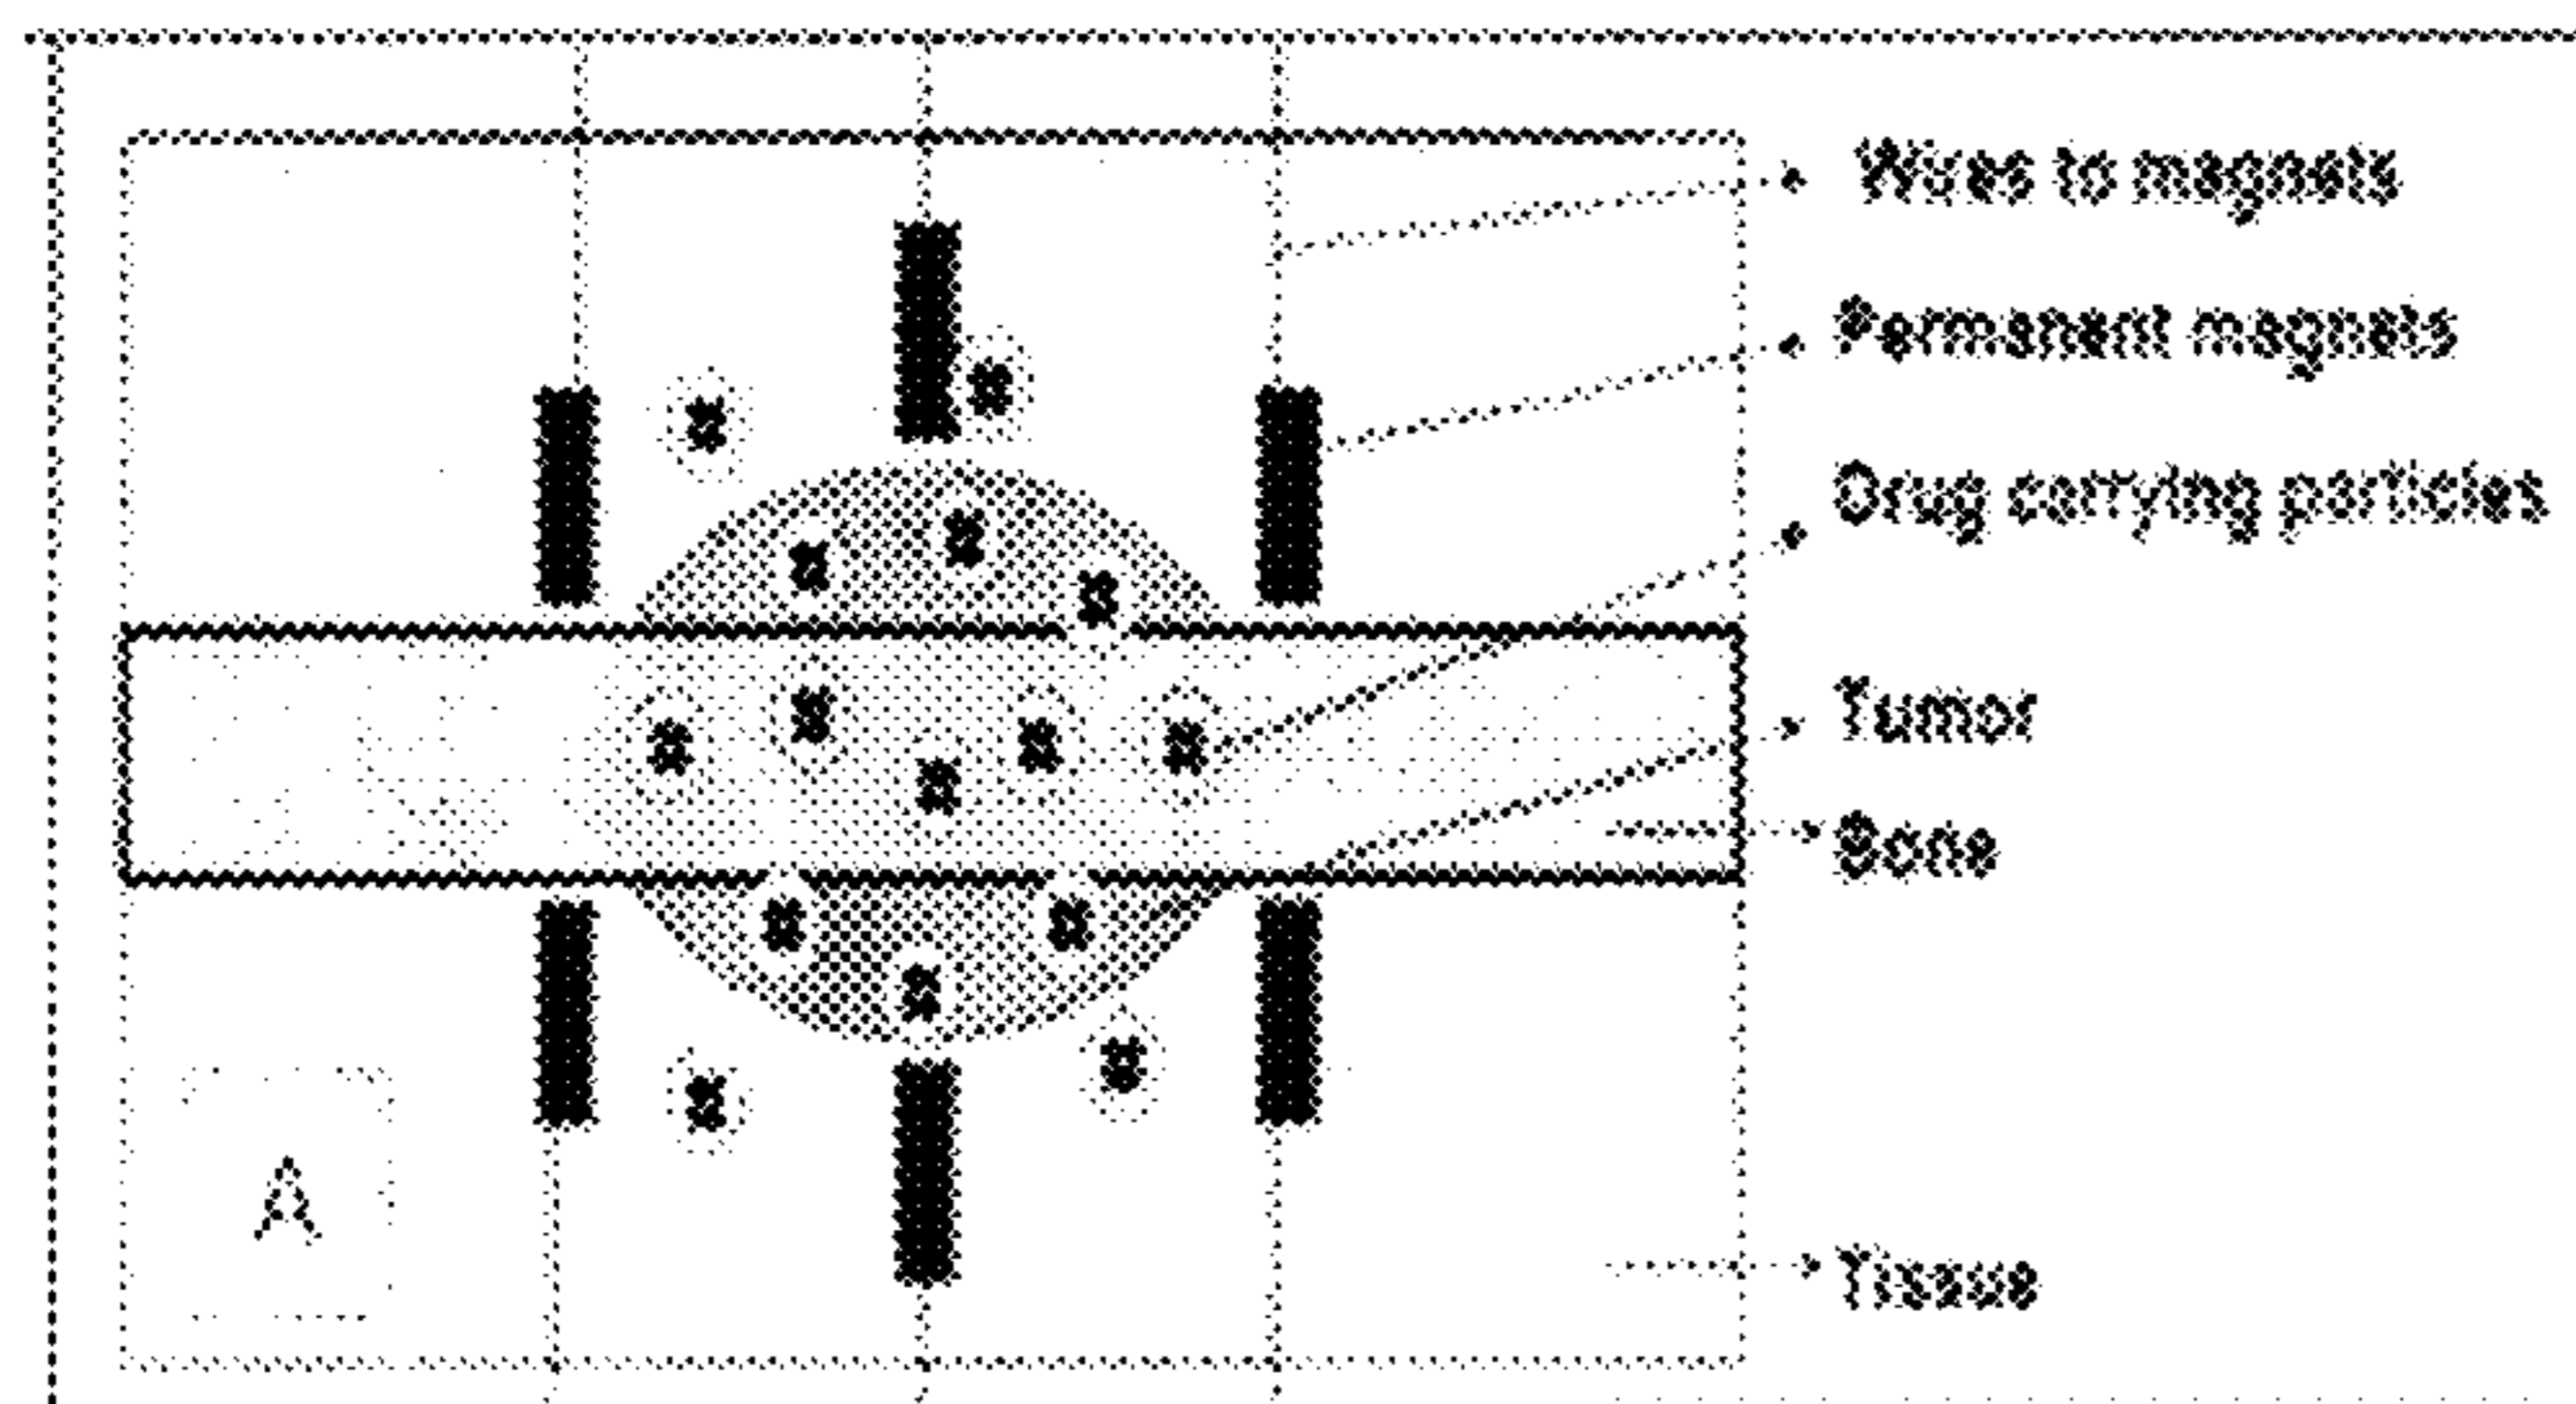 Wires to magnets
Permanent magnets
Drug carrying particles
Tumor
Bone
A
Tissue